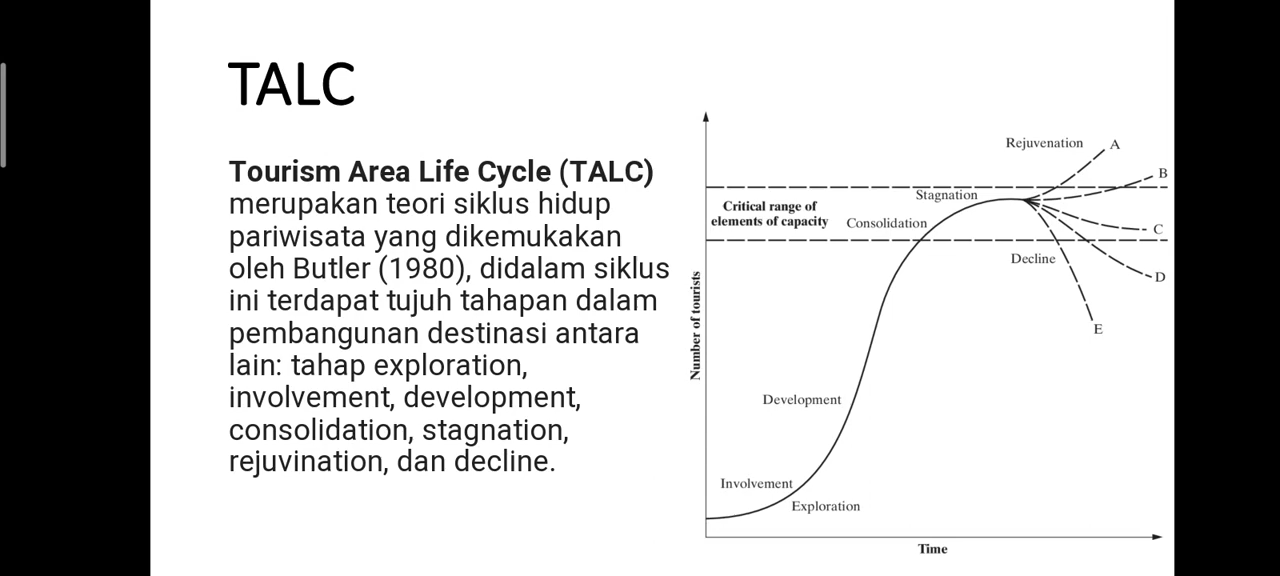 TALC
Tourism Area Life Cycle (TALC)
merupakan teori siklus hidup
pariwisata yang dikemukakan
oleh Butler (1980), didalam siklus
ini terdapat tujuh tahapan dalam
pembangunan destinasi antara
lain: tahap exploration,
involvement, development,
consolidation, stagnation,
rejuvination, dan decline.
Rejuvenation
A
B
Stagnation
Critical range of
elements of capacity
Consolidation
C
Decline
D
E
Number of tourists
Development
Involvement
Exploration
Time